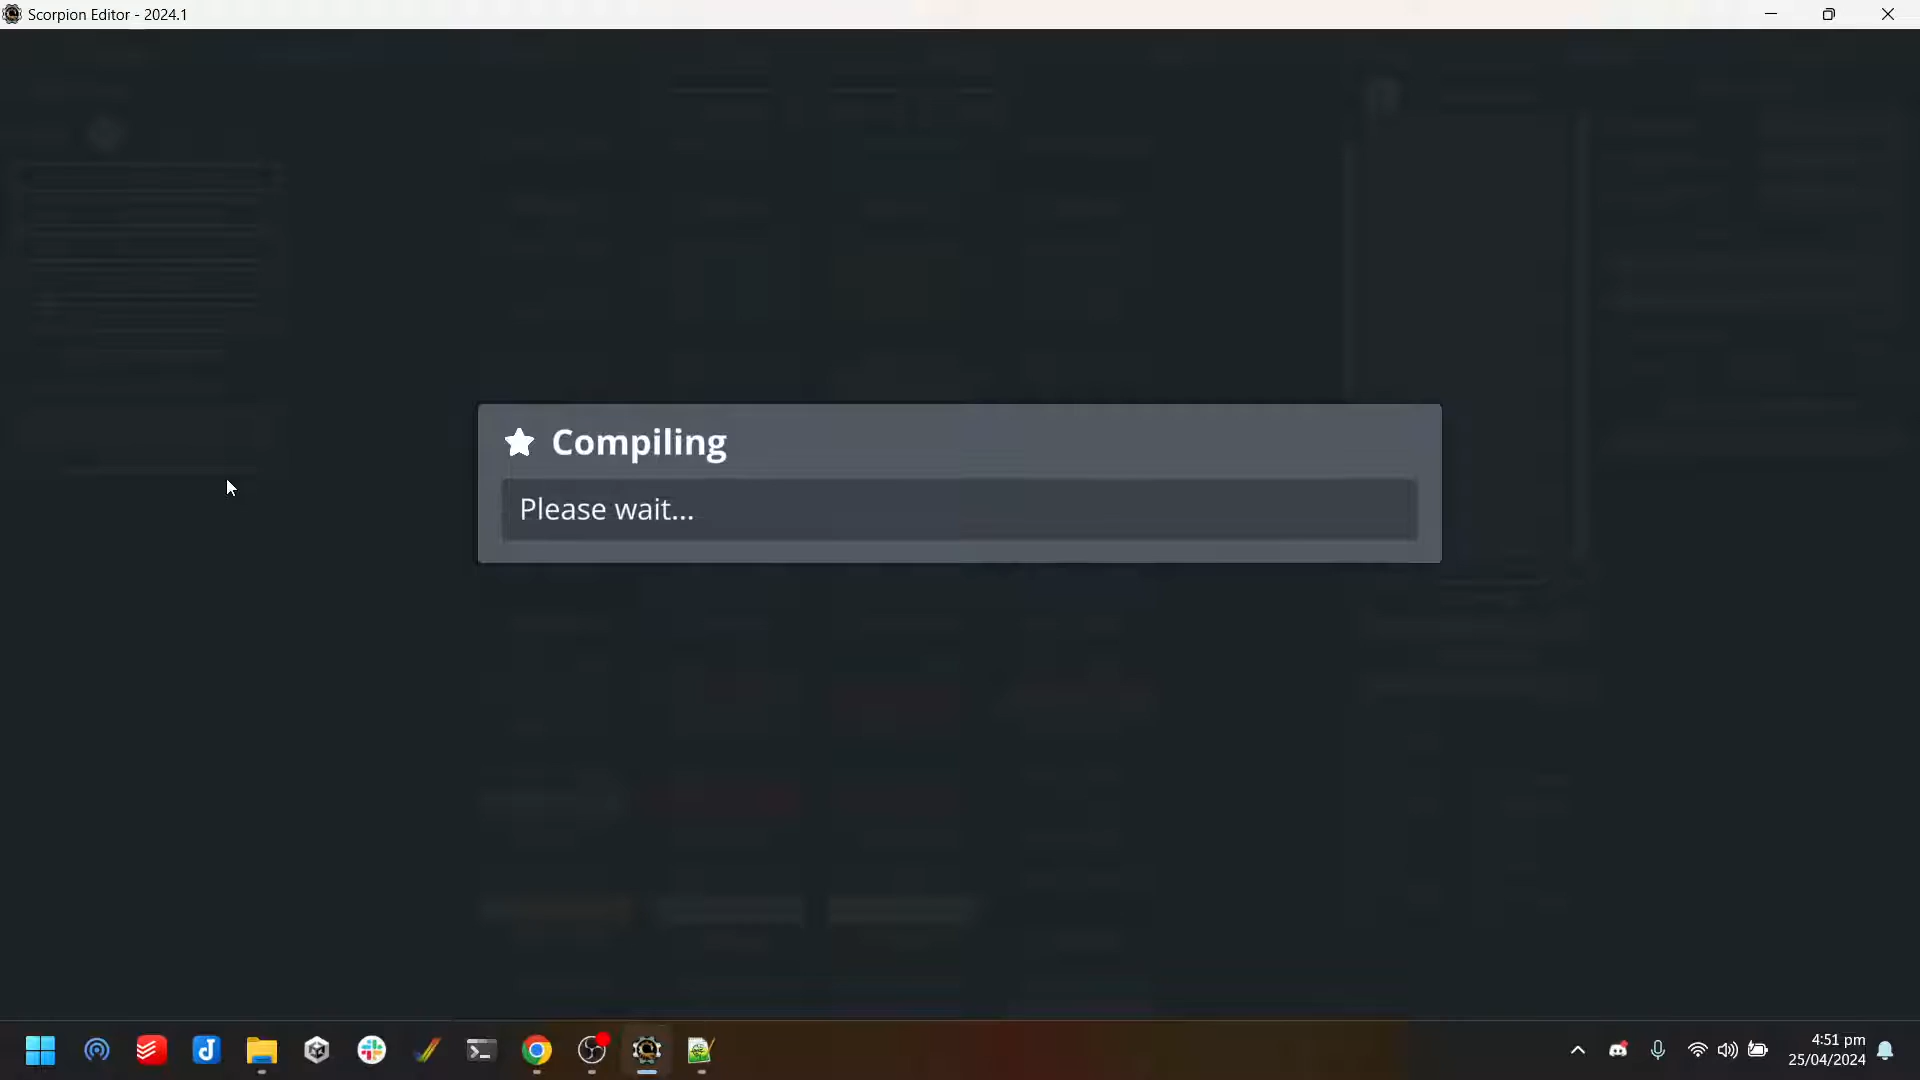 Scorpion Editor - 2024.1
Compiling
Please wait...
4:51 pm
25/04/2024